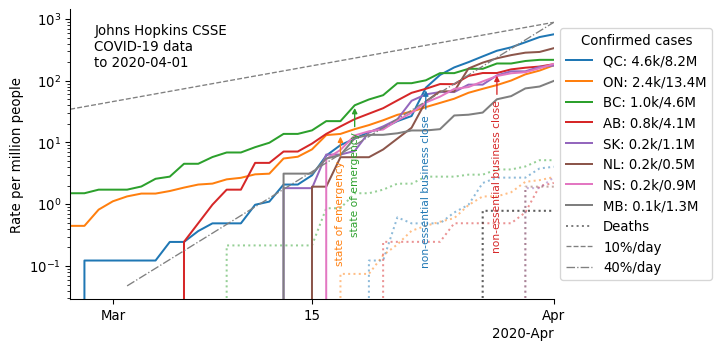 Johns Hopkins CSSE
COVID-19 data
to 2020-04-01
Rate per million people
10³
10²
10¹
10⁰
10⁻¹
state of emergency
state of emergency
non-essential business close
non-essential business close
Mar
15
Apr
2020-Apr
Confirmed cases
QC: 4.6k/8.2M
ON: 2.4k/13.4M
BC: 1.0k/4.6M
AB: 0.8k/4.1M
SK: 0.2k/1.1M
NL: 0.2k/0.5M
NS: 0.2k/0.9M
MB: 0.1k/1.3M
Deaths
10%/day
40%/day